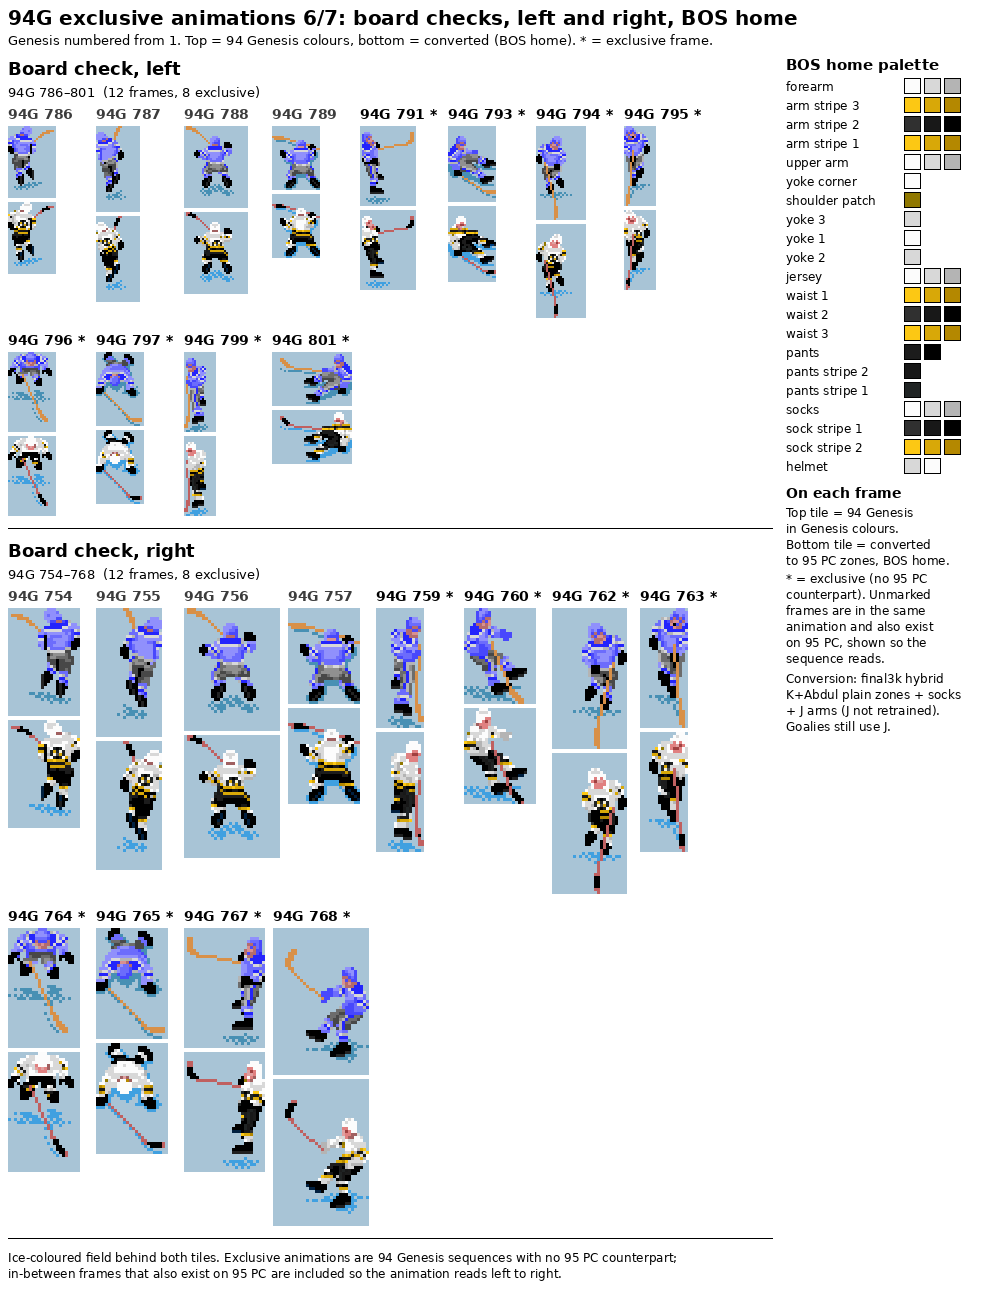 94G exclusive animations 6/7: board checks, left and right, BOS home
Genesis numbered from 1. Top = 94 Genesis colours, bottom = converted (BOS home). * = exclusive frame.
Board check, left
94G 786–801 (12 frames, 8 exclusive)
94G 786 94G 787 94G 788 94G 789 94G 791 * 94G 793 * 94G 794 * 94G 795 *
94G 796 * 94G 797 * 94G 799 * 94G 801 *
Board check, right
94G 754–768 (12 frames, 8 exclusive)
94G 754 94G 755 94G 756 94G 757 94G 759 * 94G 760 * 94G 762 * 94G 763 *
94G 764 * 94G 765 * 94G 767 * 94G 768 *
BOS home palette
forearm
arm stripe 3
arm stripe 2
arm stripe 1
upper arm
yoke corner
shoulder patch
yoke 3
yoke 1
yoke 2
jersey
waist 1
waist 2
waist 3
pants
pants stripe 2
pants stripe 1
socks
sock stripe 1
sock stripe 2
helmet
On each frame
Top tile = 94 Genesis
in Genesis colours.
Bottom tile = converted
to 95 PC zones, BOS home.
* = exclusive (no 95 PC
counterpart). Unmarked
frames are in the same
animation and also exist
on 95 PC, shown so the
sequence reads.
Conversion: final3k hybrid
K+Abdul plain zones + socks
+ J arms (J not retrained).
Goalies still use J.
Ice-coloured field behind both tiles. Exclusive animations are 94 Genesis sequences with no 95 PC counterpart;
in-between frames that also exist on 95 PC are included so the animation reads left to right.